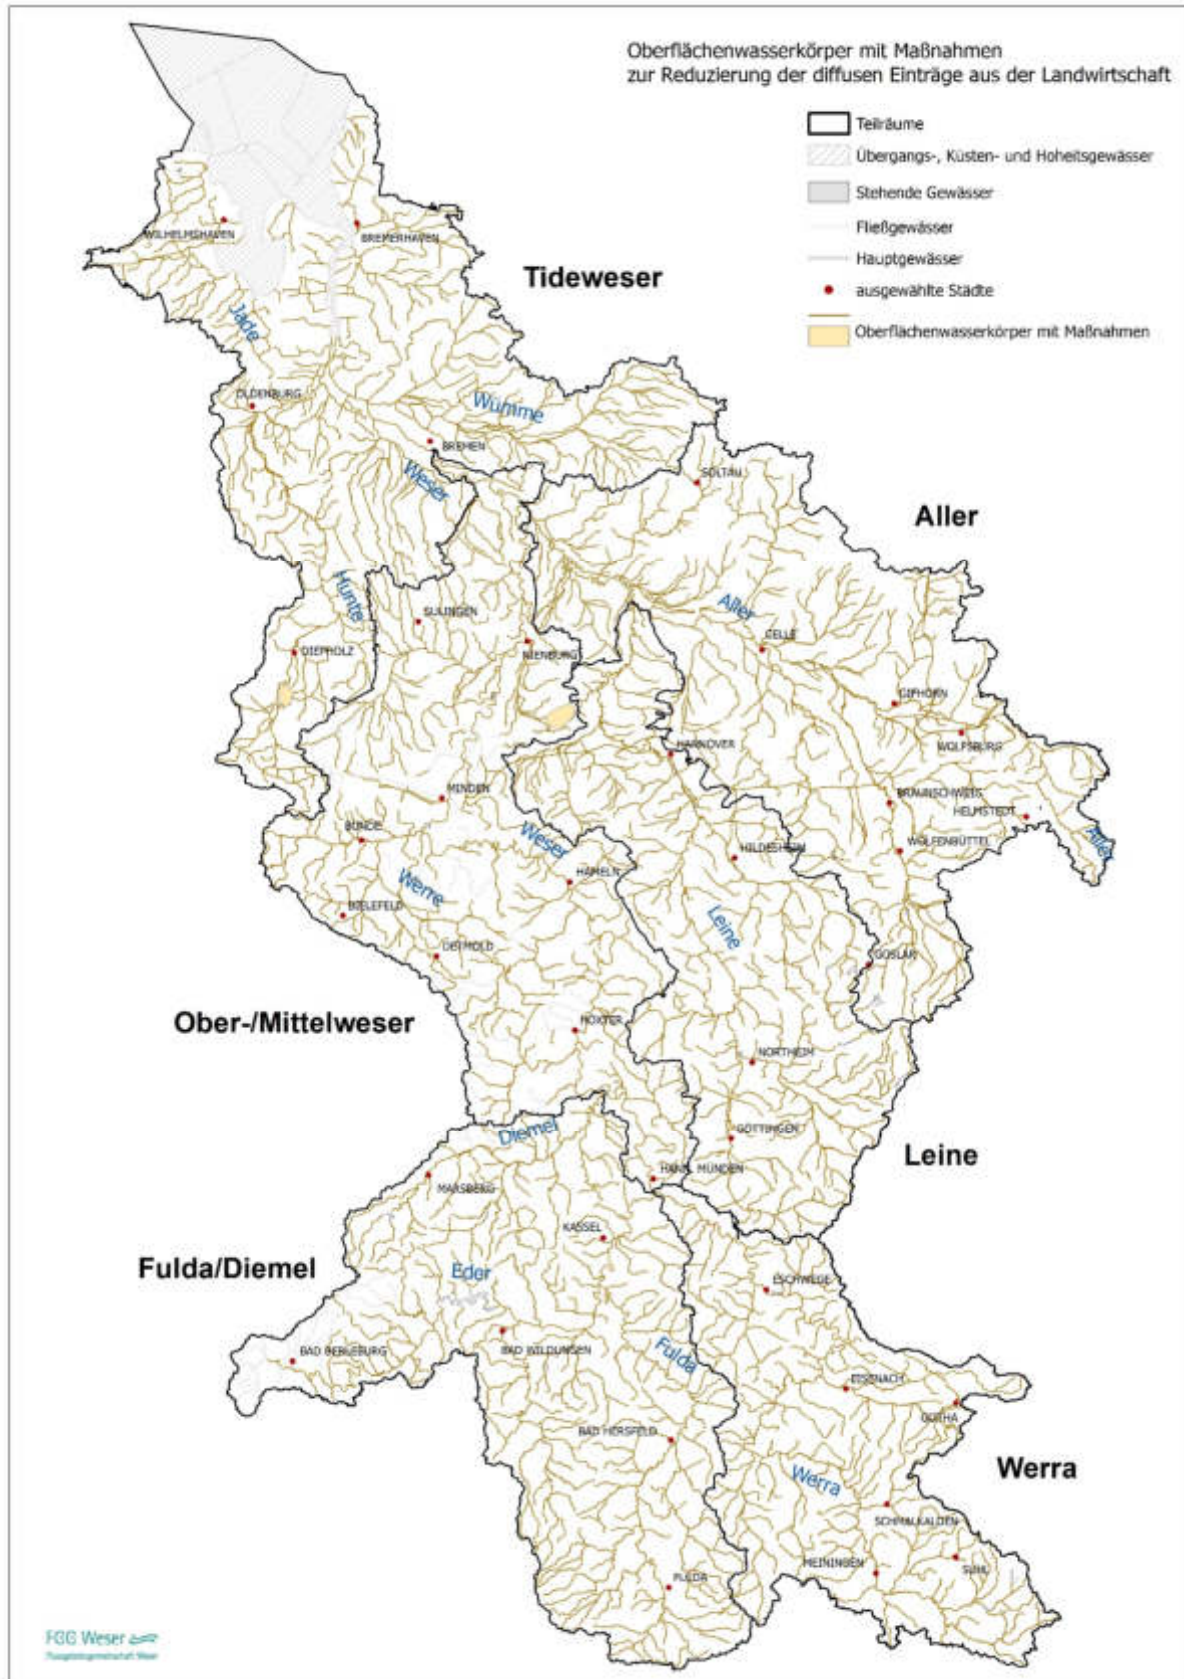 Oberflächenwasserkörper mit Maßnahmen
zur Reduzierung der diffusen Einträge aus der Landwirtschaft
Teilräume
Übergangs-, Küsten- und Hoheitsgewässer
Stehende Gewässer
Fließgewässer
Hauptgewässer
ausgewählte Städte
Oberflächenwasserkörper mit Maßnahmen
WILHELMSHAVEN
BREMERHAVEN
Tideweser
Jade
OLDENBURG
Wümme
BREMEN
Weser
SOLTAU
Aller
Hunte
SULINGEN
Aller
DIEPHOLZ
NIENBURG
CELLE
GIFHORN
HANNOVER
WOLFSBURG
MINDEN
BRAUNSCHWEIG
HELMSTEDT
BÜNDE
Weser
HILDESHEIM
WOLFENBÜTTEL
Aller
Werre
HAMELN
BIELEFELD
Leine
DETMOLD
GOSLAR
Ober-/Mittelweser
HÖXTER
NORTHEIM
Diemel
GÖTTINGEN
Leine
MARSBERG
HANN. MÜNDEN
KASSEL
Fulda/Diemel
Eder
ESCHWEGE
BAD BERLEBURG
BAD WILDUNGEN
Fulda
EISENACH
GOTHA
BAD HERSFELD
Werra
Werra
SCHMALKALDEN
MEININGEN
SUHL
FULDA
FGG Weser
Flussgebietsgemeinschaft Weser